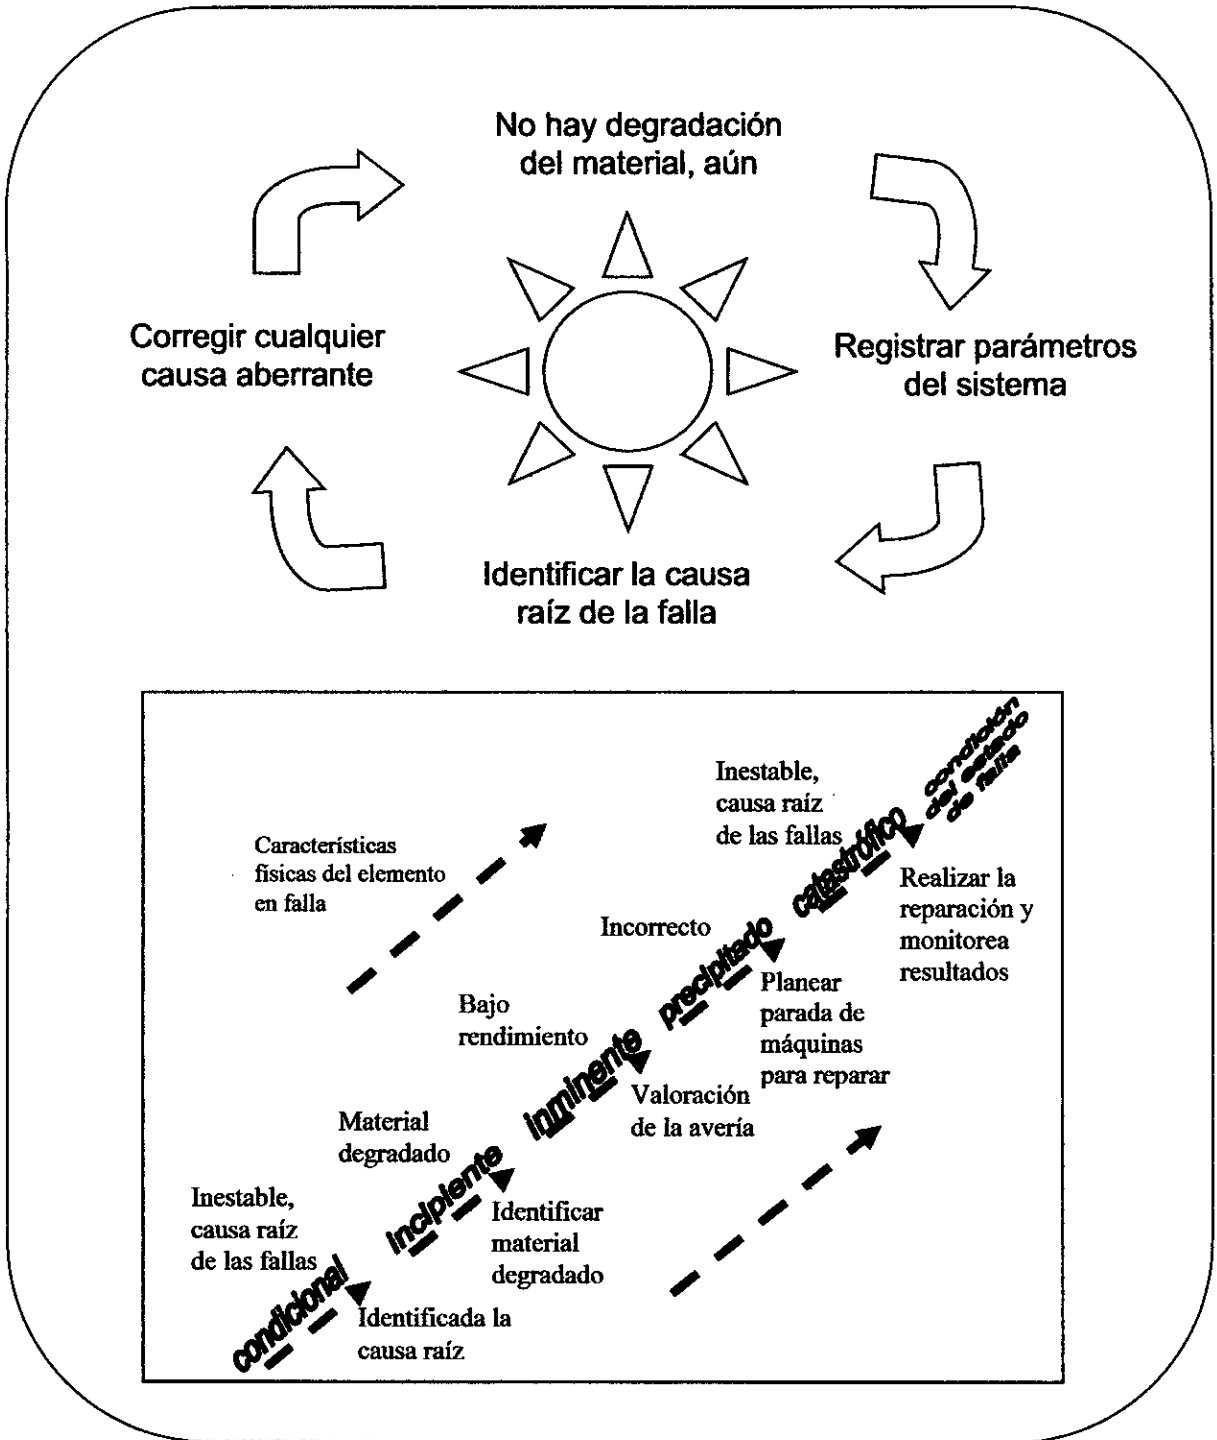 No hay degradación
del material, aún
Corregir cualquier
causa aberrante
Registrar parámetros
del sistema
Identificar la causa
raíz de la falla
condición
del estado
de falla
Inestable,
causa raíz
de las fallas
catastrófico
Realizar la
reparación y
monitorea
resultados
Características
físicas del elemento
en falla
Incorrecto
precipitado
Planear
parada de
máquinas
para reparar
Bajo
rendimiento
inminente
Valoración
de la avería
Material
degradado
incipiente
Identificar
material
degradado
Inestable,
causa raíz
de las fallas
condicional
Identificada la
causa raíz